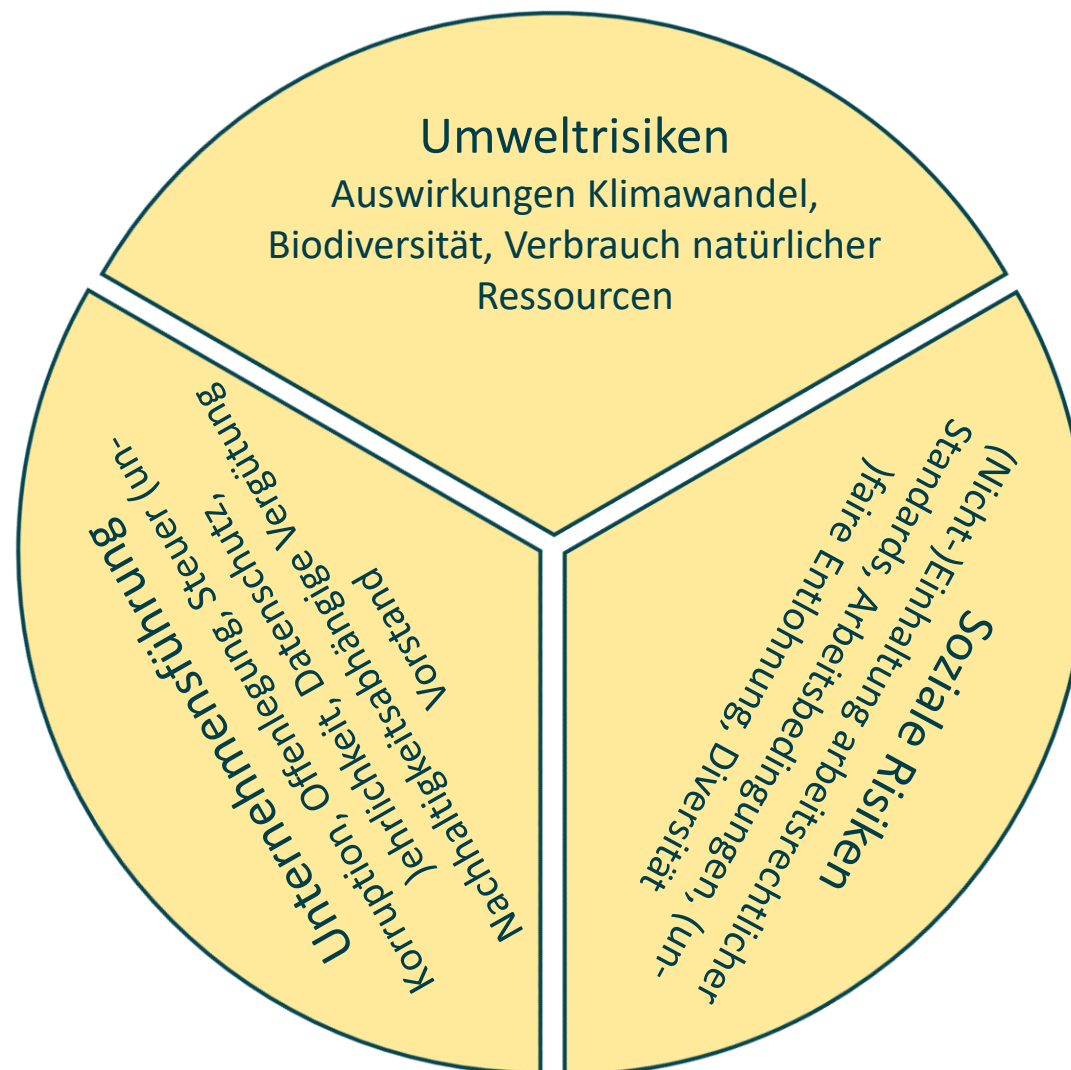 Umweltrisiken
Auswirkungen Klimawandel,
Biodiversität, Verbrauch natürlicher
Ressourcen
Soziale Risiken
(Nicht-)Einhaltung arbeitsrechtlicher
Standards, Arbeitsbedingungen, (un-
)faire Entlohnung, Diversität
Unternehmensführung
Korruption, Offenlegung, Steuer (un-
)ehrlichkeit, Datenschutz,
Nachhaltigkeitsabhängige Vergütung
Vorstand